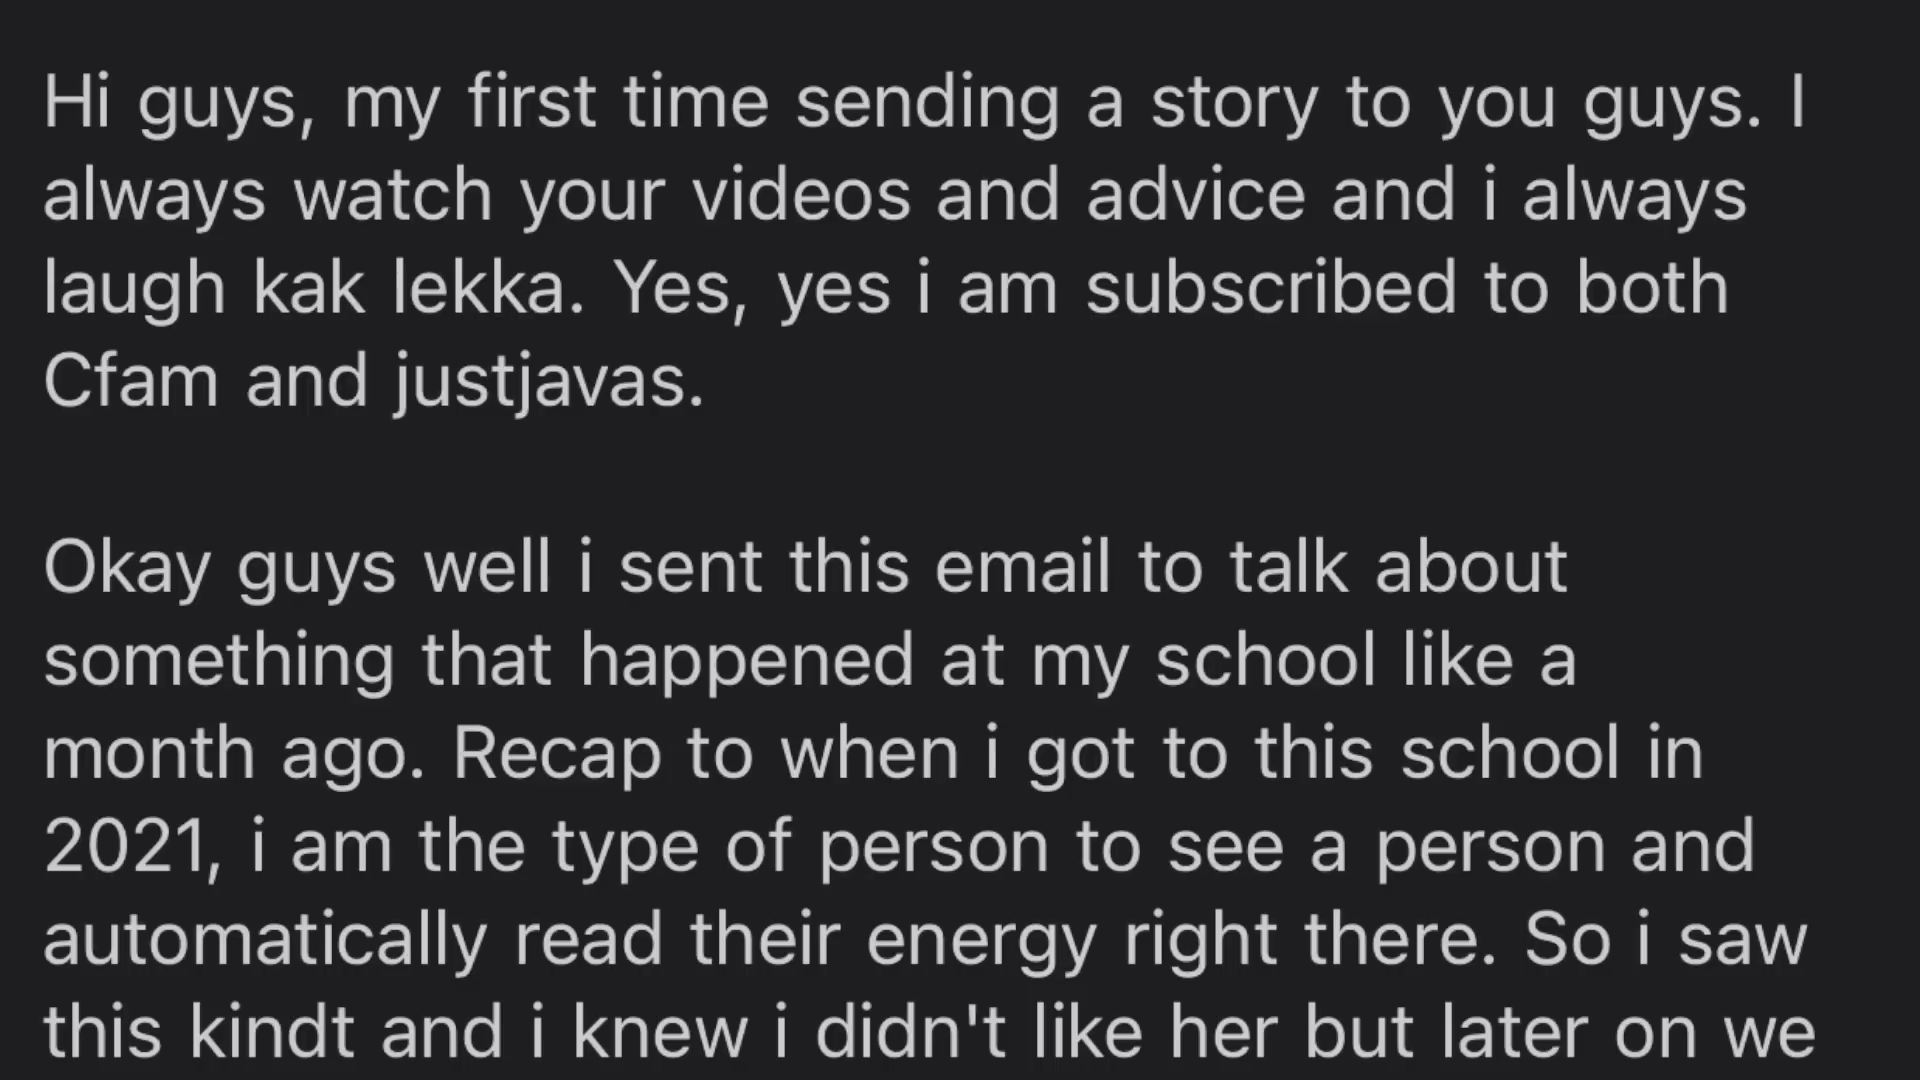 Hi guys, my first time sending a story to you guys. I
always watch your videos and advice and i always
laugh kak lekka. Yes, yes i am subscribed to both
Cfam and justjavas.
Okay guys well i sent this email to talk about
something that happened at my school like a
month ago. Recap to when i got to this school in
2021, i am the type of person to see a person and
automatically read their energy right there. So i saw
this kindt and i knew i didn't like her but later on we